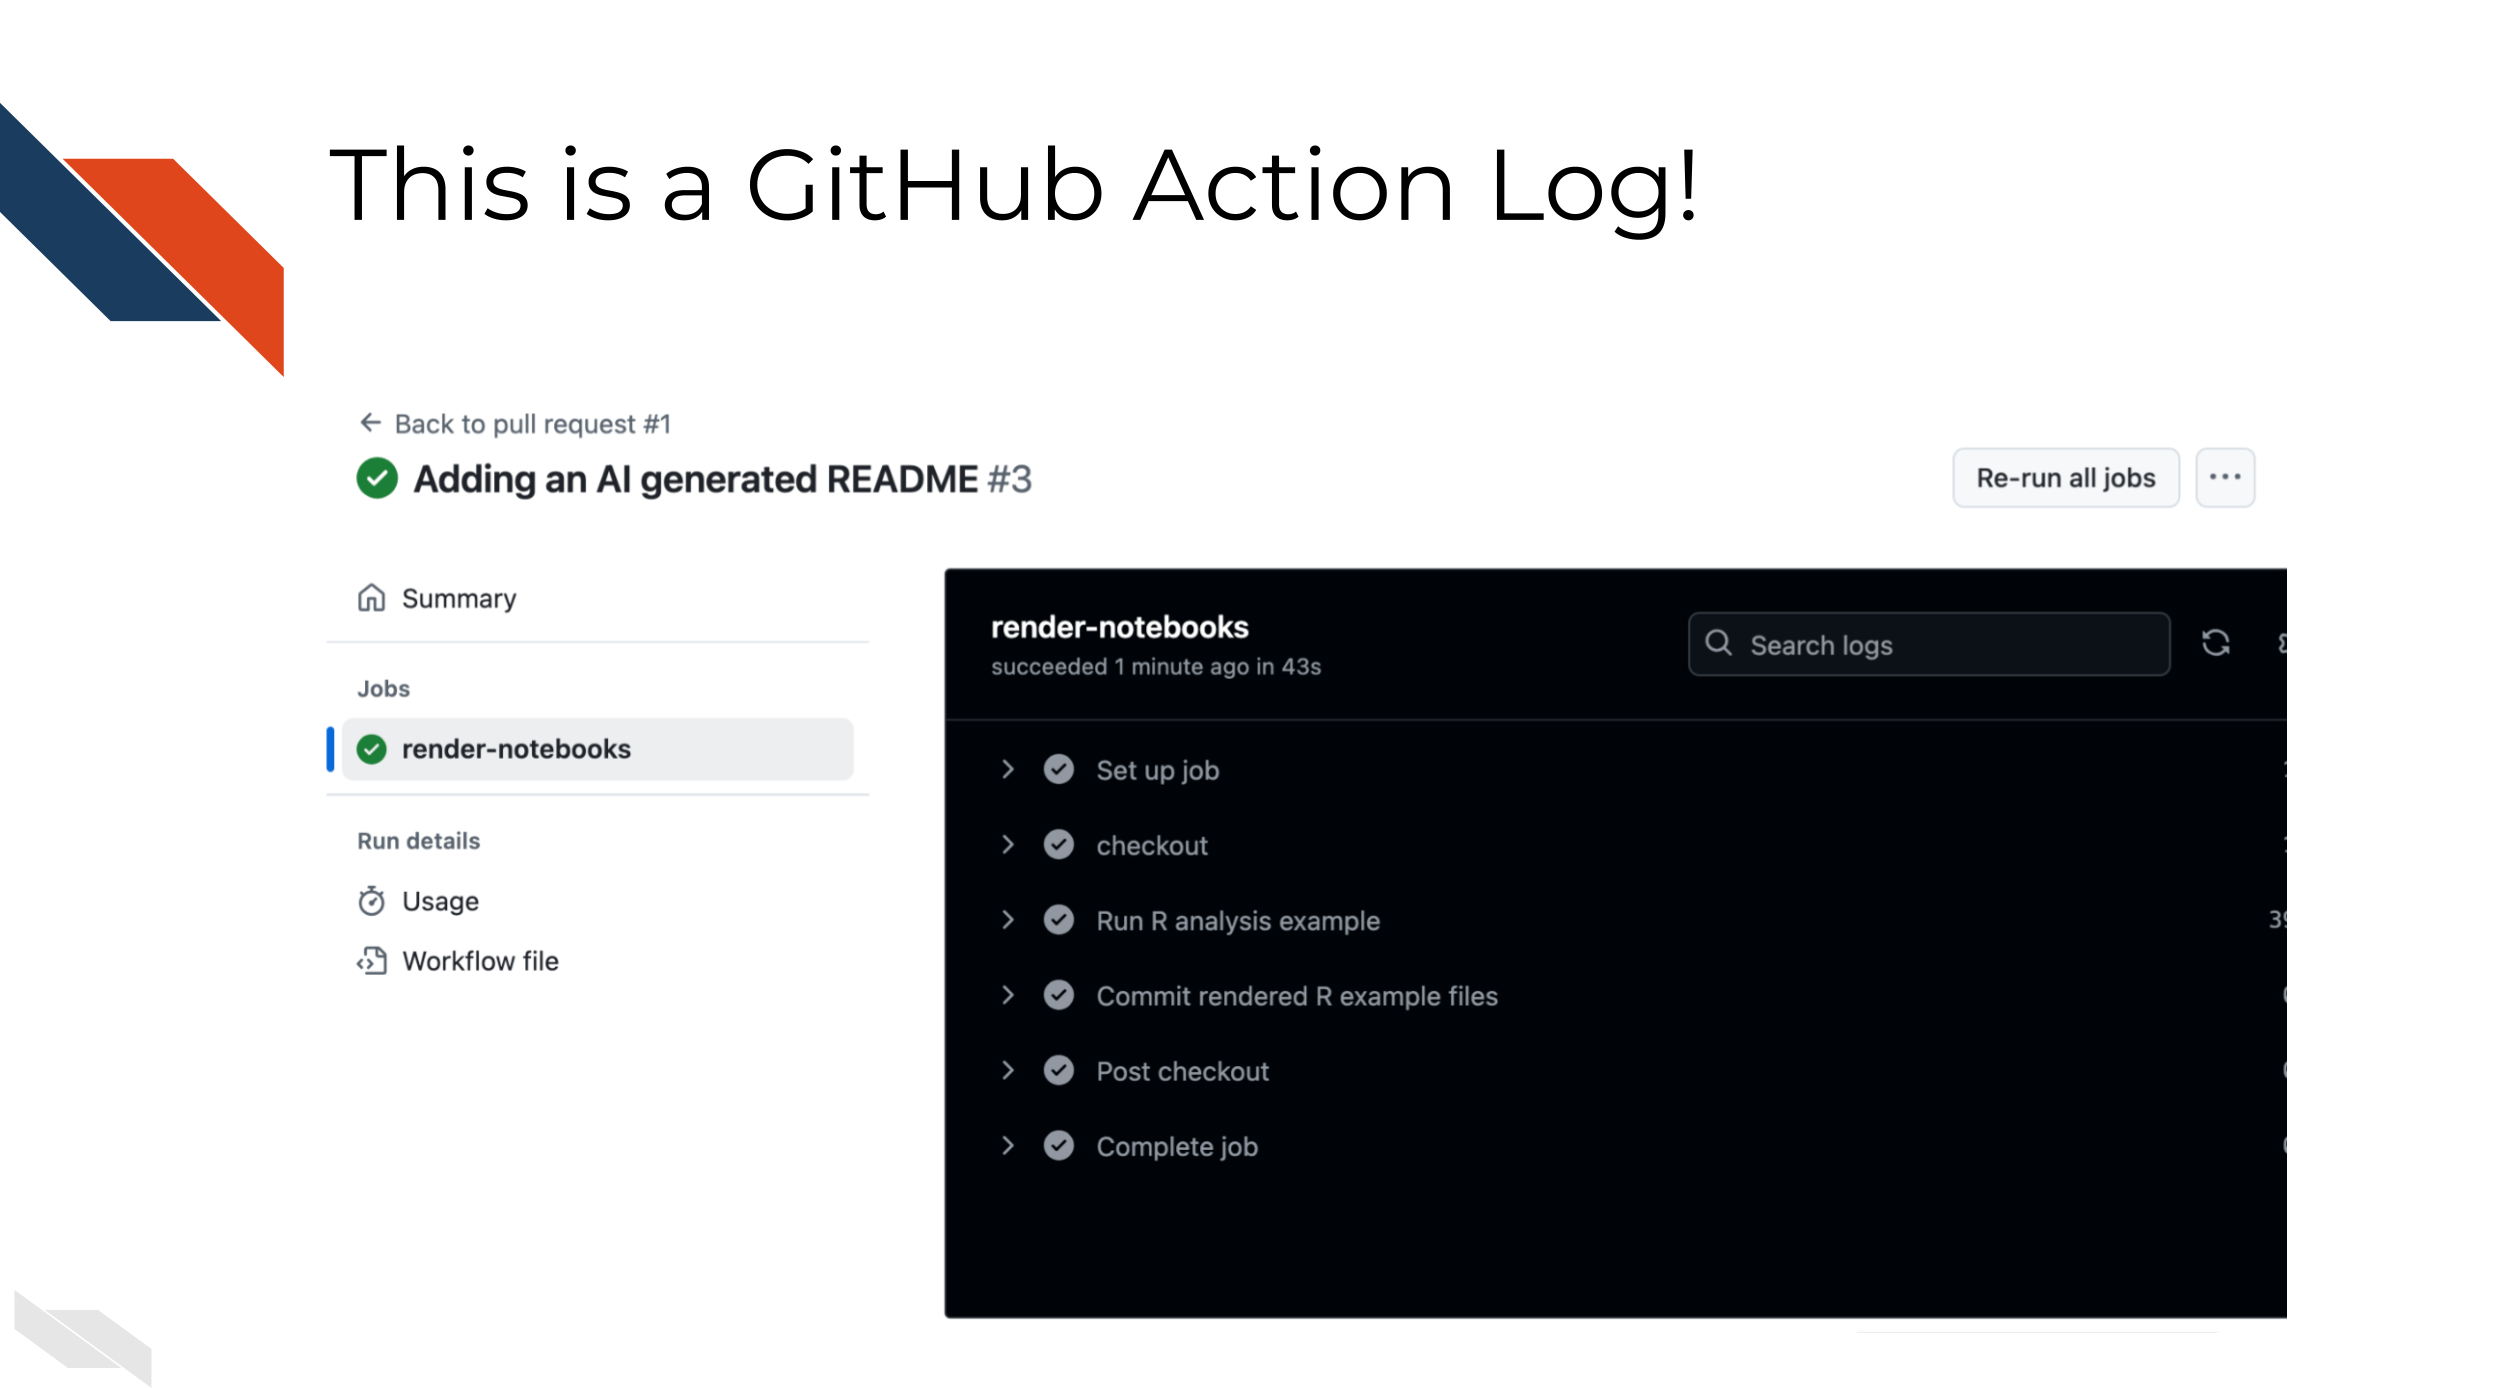 This is a GitHub Action Log!
Back to pull request #1
Adding an AI generated README #3
Re-run all jobs
Summary
Jobs
render-notebooks
Run details
Usage
Workflow file
render-notebooks
succeeded 1 minute ago in 43s
Search logs
Set up job
checkout
Run R analysis example
Commit rendered R example files
Post checkout
Complete job